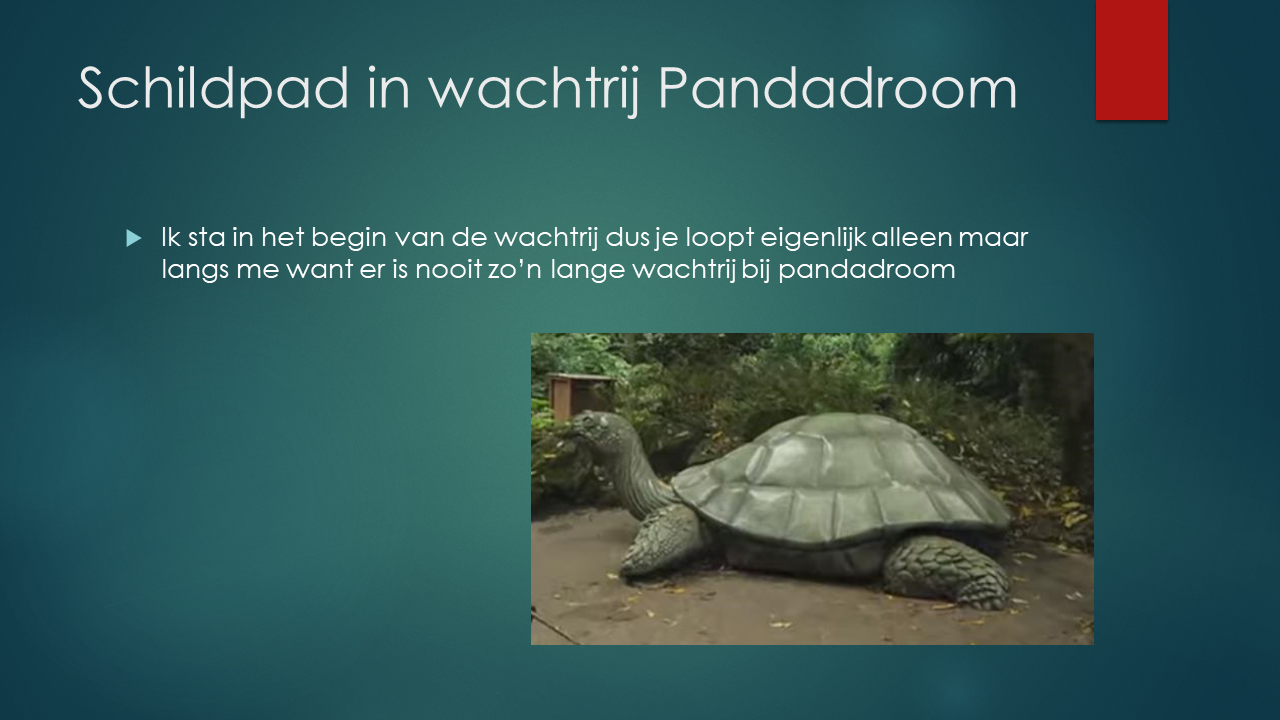 Schildpad in wachtrij Pandadroom
Ik sta in het begin van de wachtrij dus je loopt eigenlijk alleen maar
langs me want er is nooit zo’n lange wachtrij bij pandadroom